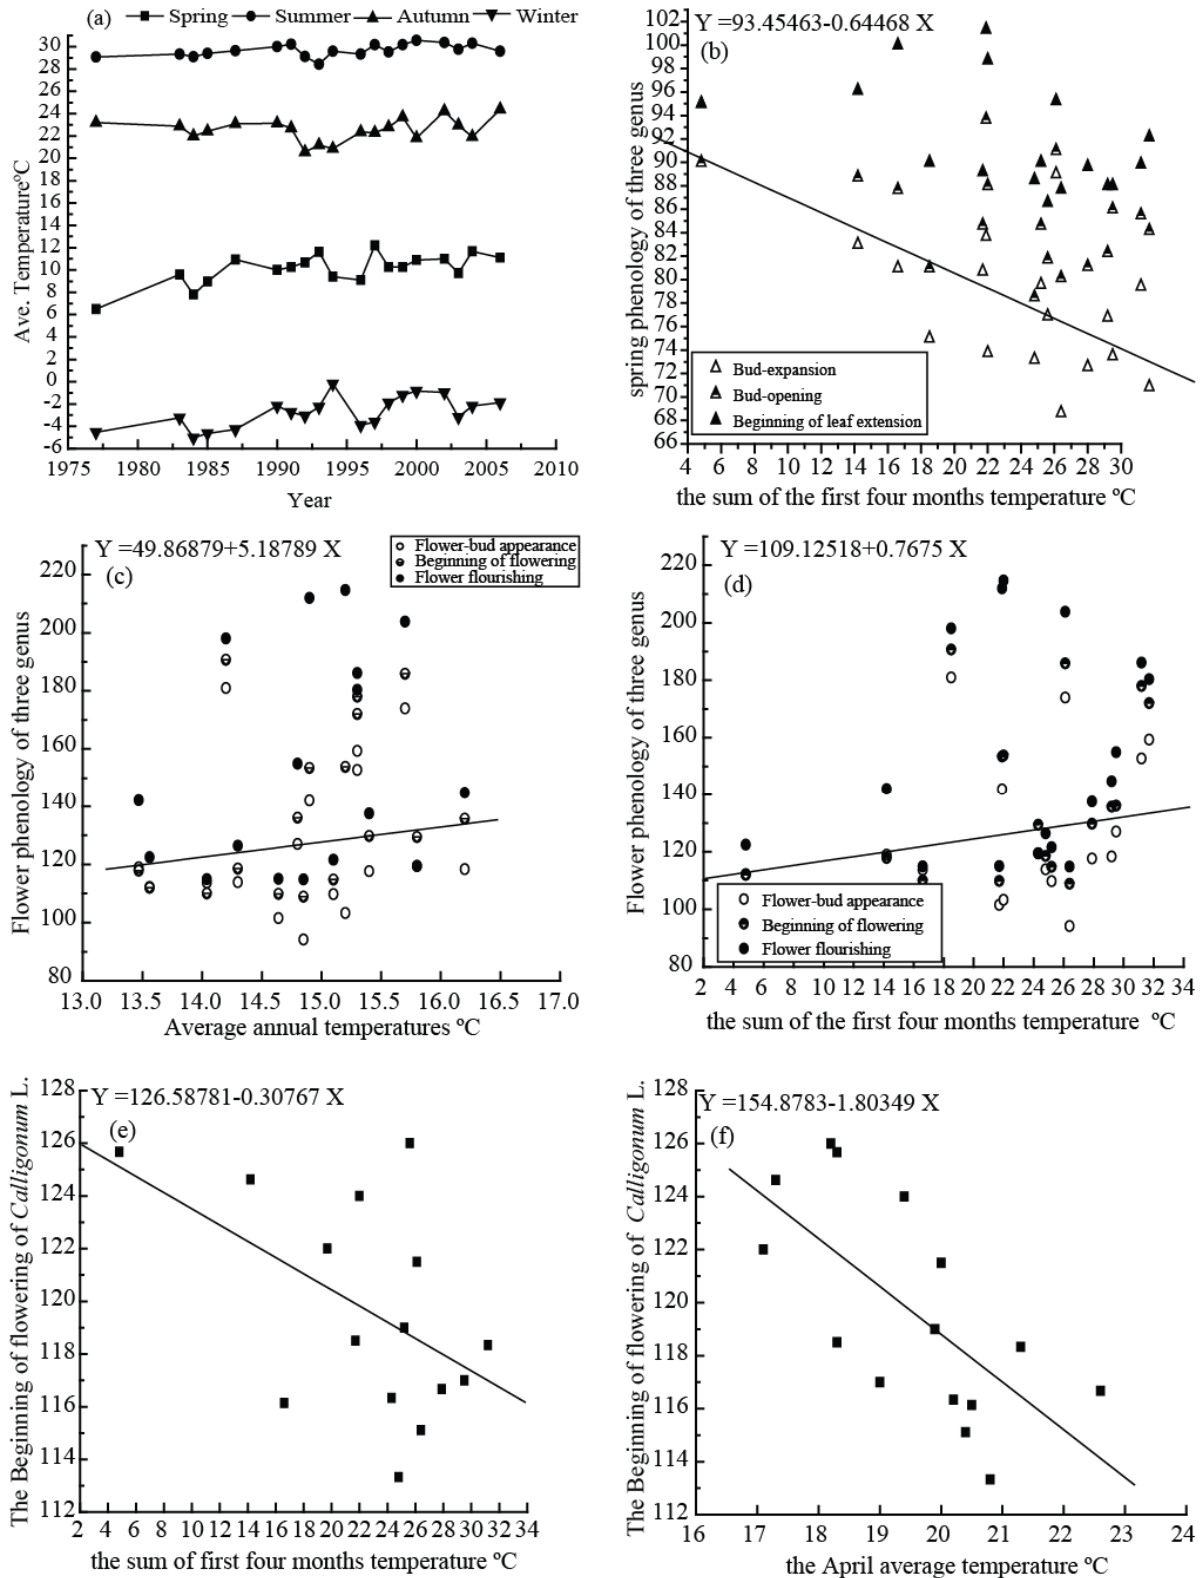 (a) Spring Summer Autumn Winter
30
28
26
24
22
20
18
16
14
12
10
8
6
4
2
0
-2
-4
-6
Ave. Temperature ºC
1975 1980 1985 1990 1995 2000 2005 2010
Year
Y =93.45463-0.64468 X
(b)
102
100
98
96
94
92
90
88
86
84
82
80
78
76
74
72
70
68
66
spring phenology of three genus
Bud-expansion
Bud-opening
Beginning of leaf extension
4 6 8 10 12 14 16 18 20 22 24 26 28 30
the sum of the first four months temperature ºC
Y =49.86879+5.18789 X
(c)
Flower-bud appearance
Beginning of flowering
Flower flourishing
220
200
180
160
140
120
100
80
Flower phenology of three genus
13.0 13.5 14.0 14.5 15.0 15.5 16.0 16.5 17.0
Average annual temperatures ºC
Y =109.12518+0.7675 X
(d)
220
200
180
160
140
120
100
80
Flower phenology of three genus
Flower-bud appearance
Beginning of flowering
Flower flourishing
2 4 6 8 10 12 14 16 18 20 22 24 26 28 30 32 34
the sum of the first four months temperature ºC
Y =126.58781-0.30767 X
(e)
128
126
124
122
120
118
116
114
112
The Beginning of flowering of Calligonum L.
2 4 6 8 10 12 14 16 18 20 22 24 26 28 30 32 34
the sum of first four months temperature ºC
Y =154.8783-1.80349 X
(f)
128
126
124
122
120
118
116
114
112
The Beginning of flowering of Calligonum L.
16 17 18 19 20 21 22 23 24
the April average temperature ºC